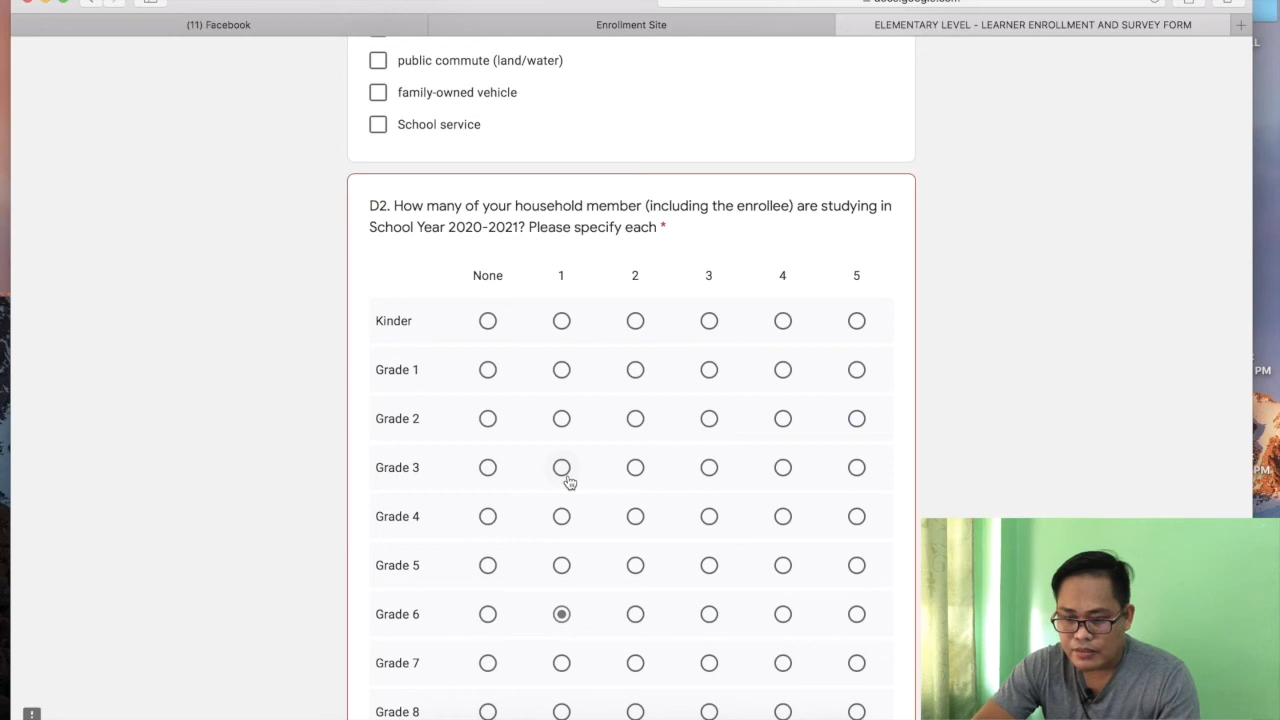 (11) Facebook
Enrollment Site
ELEMENTARY LEVEL - LEARNER ENROLLMENT AND SURVEY FORM
public commute (land/water)
family-owned vehicle
School service
D2. How many of your household member (including the enrollee) are studying in
School Year 2020-2021? Please specify each *
None 1 2 3 4 5
Kinder
Grade 1
Grade 2
Grade 3
Grade 4
Grade 5
Grade 6
Grade 7
Grade 8
PM
PM